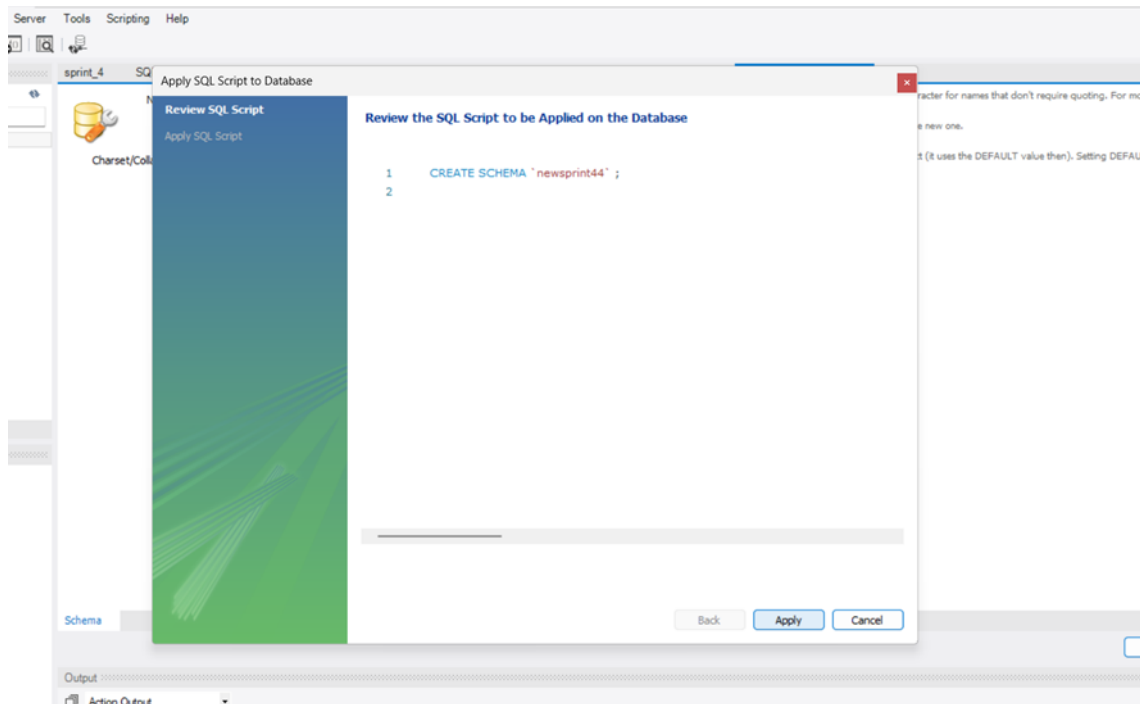 Server Tools Scripting Help
sprint_4 SQ
Apply SQL Script to Database
N
Charset/Colla
Review SQL Script
Apply SQL Script
Review the SQL Script to be Applied on the Database
1 CREATE SCHEMA `newsprint44` ;
2
racter for names that don't require quoting. For mo
e new one.
t (it uses the DEFAULT value then). Setting DEFAU
Back Apply Cancel
Schema
Output
Action Output